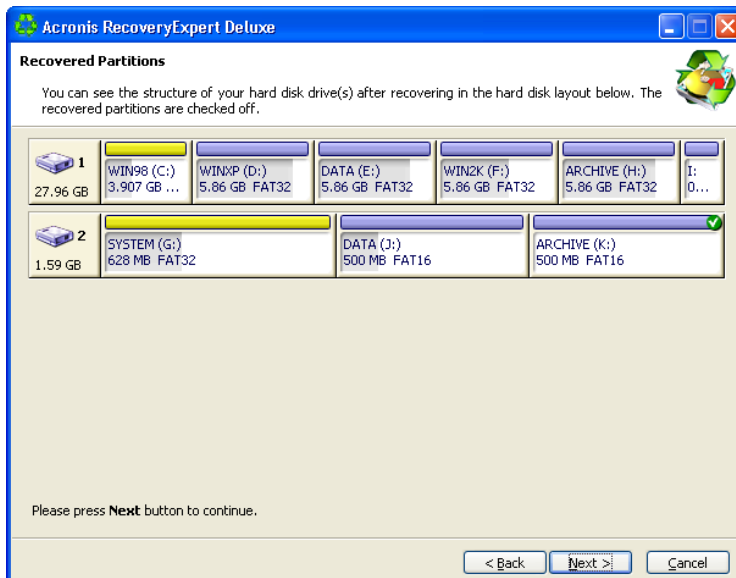 Acronis RecoveryExpert Deluxe
Recovered Partitions
You can see the structure of your hard disk drive(s) after recovering in the hard disk layout below. The
recovered partitions are checked off.
1
27.96 GB
WIN98 (C:)
3.907 GB ...
WINXP (D:)
5.86 GB FAT32
DATA (E:)
5.86 GB FAT32
WIN2K (F:)
5.86 GB FAT32
ARCHIVE (H:)
5.86 GB FAT32
I:
0...
2
1.59 GB
SYSTEM (G:)
628 MB FAT32
DATA (J:)
500 MB FAT16
ARCHIVE (K:)
500 MB FAT16
Please press Next button to continue.
< Back
Next >
Cancel